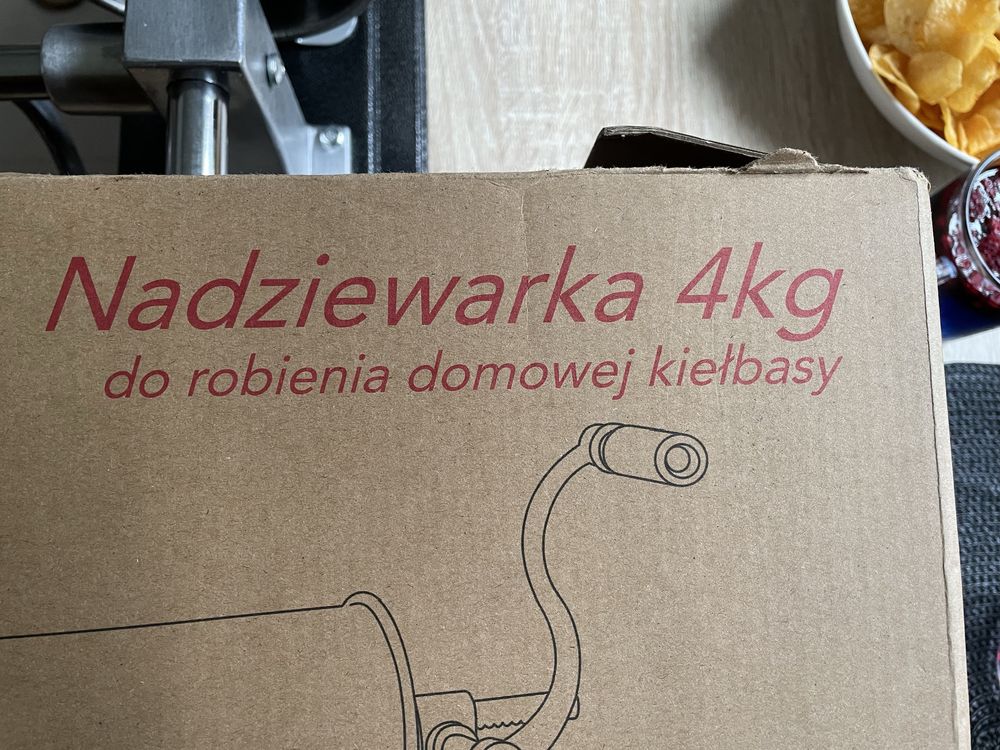 Nadziewarka 4kg
do robienia domowej kiełbasy